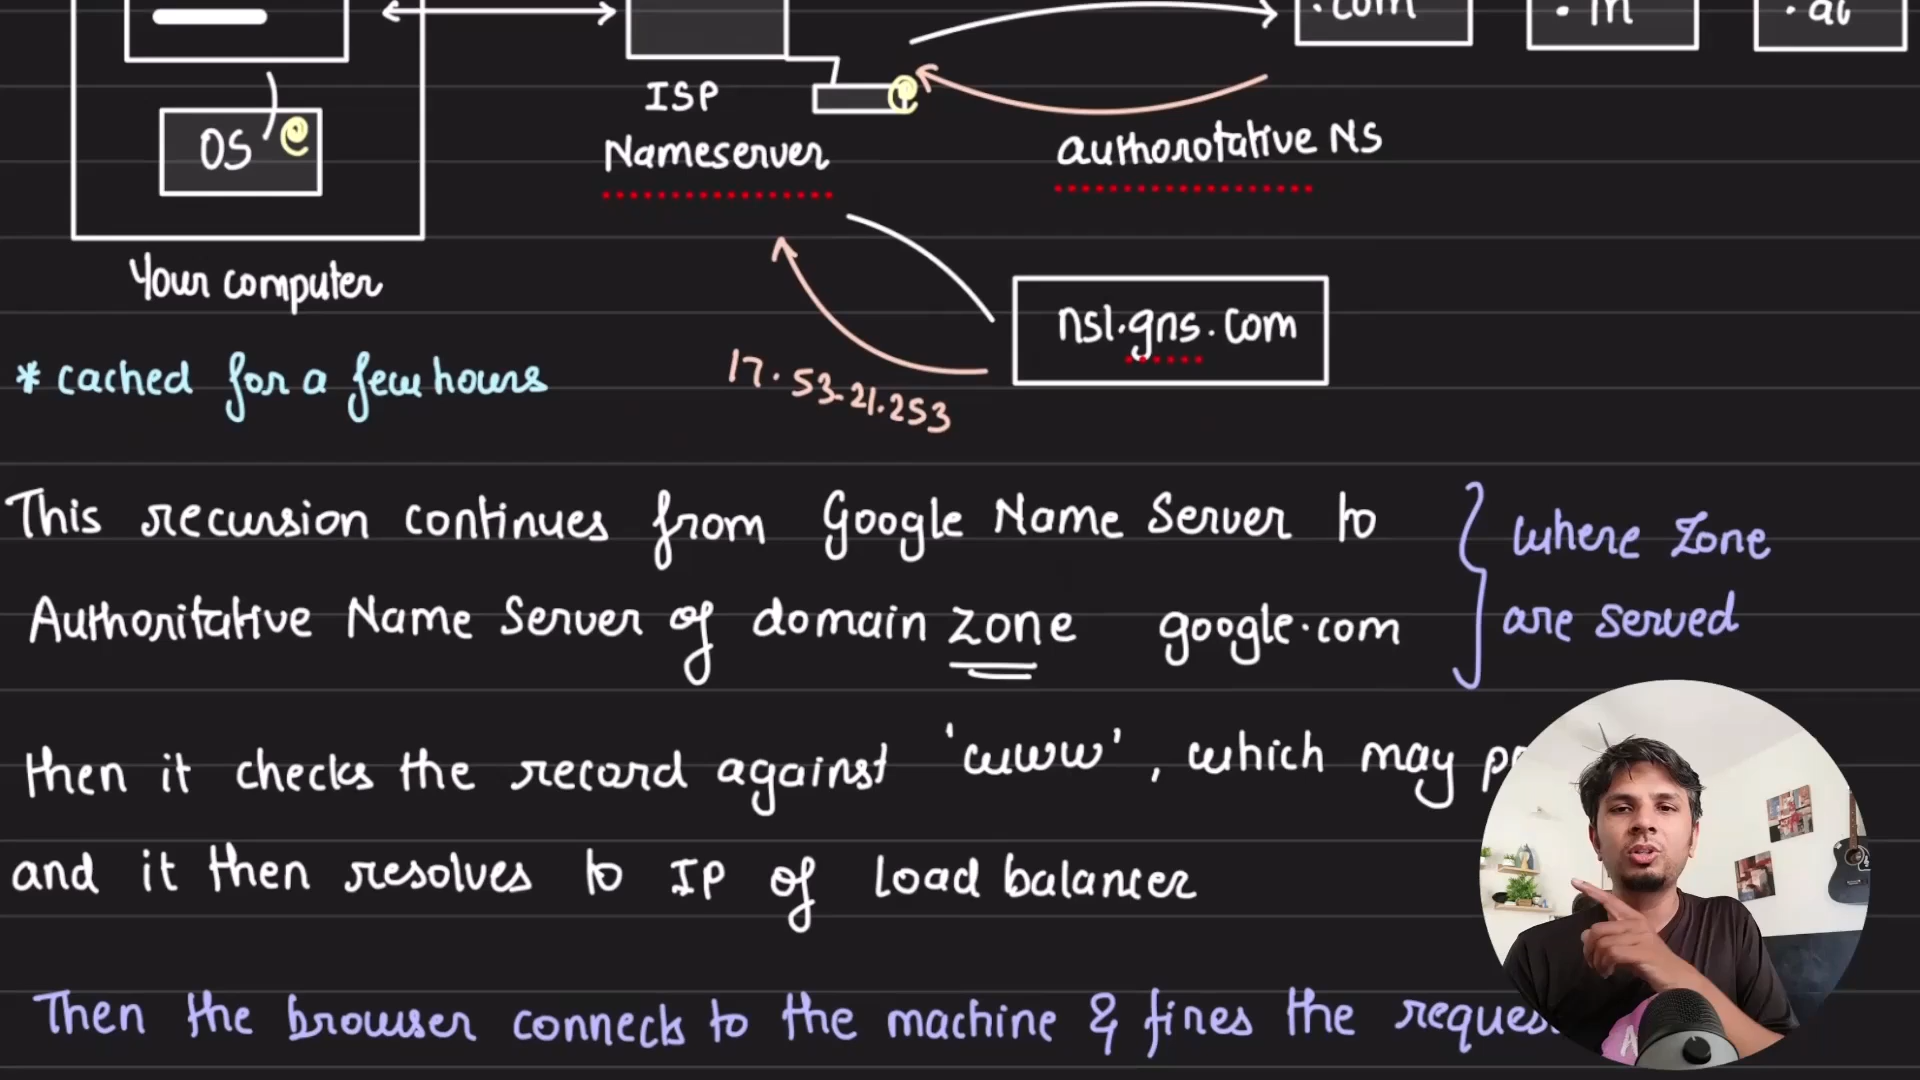 .com . in . ai
ISP
OS
Nameserver
authorotative NS
Your computer
ns1.gns.com
* cached for a few hours
17.53.21.253
This recursion continues from Google Name Server to
where zone
Authoritative Name Server of domain zone google.com
are served
then it checks the record against 'www', which may
and it then resolves to IP of Load balancer
Then the browser connects to the machine & fires the